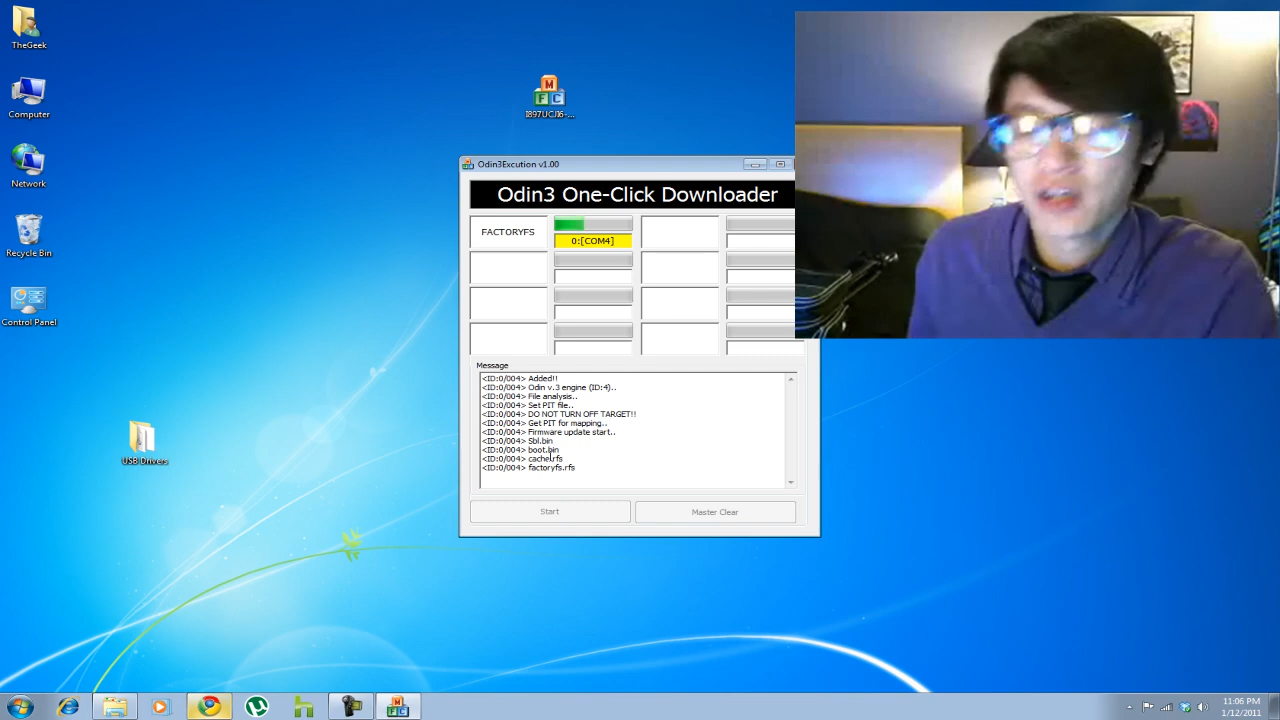 TheGeek
Computer
Network
Recycle Bin
Control Panel
USB Drivers
M
F C
I897UCJI6-...
Odin3Excution v1.00
Odin3 One-Click Downloader
FACTORYFS
0:[COM4]
Message
<ID:0/004> Added!!
<ID:0/004> Odin v.3 engine (ID:4)..
<ID:0/004> File analysis..
<ID:0/004> Set PIT file..
<ID:0/004> DO NOT TURN OFF TARGET!!
<ID:0/004> Get PIT for mapping..
<ID:0/004> Firmware update start..
<ID:0/004> Sbl.bin
<ID:0/004> boot.bin
<ID:0/004> cache.rfs
<ID:0/004> factoryfs.rfs
Start
Master Clear
11:06 PM
1/12/2011